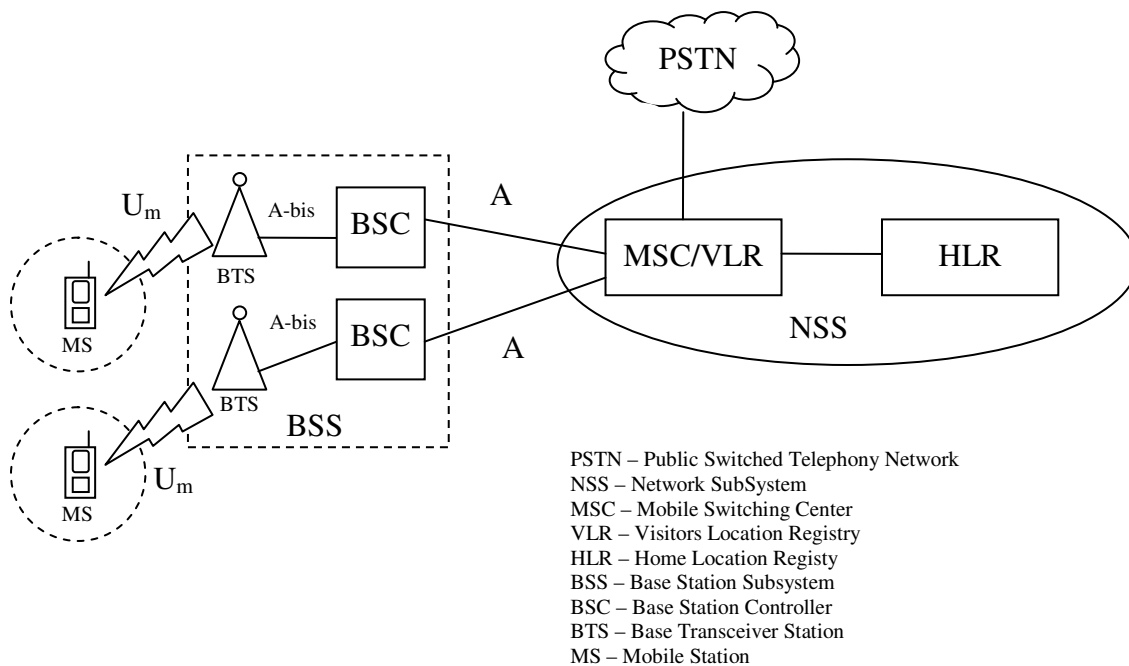 PSTN
U_m
A-bis
BSC
A
BTS
MSC/VLR
HLR
MS
NSS
A-bis
BSC
A
BTS
BSS
U_m
MS
PSTN – Public Switched Telephony Network
NSS – Network SubSystem
MSC – Mobile Switching Center
VLR – Visitors Location Registry
HLR – Home Location Registy
BSS – Base Station Subsystem
BSC – Base Station Controller
BTS – Base Transceiver Station
MS – Mobile Station